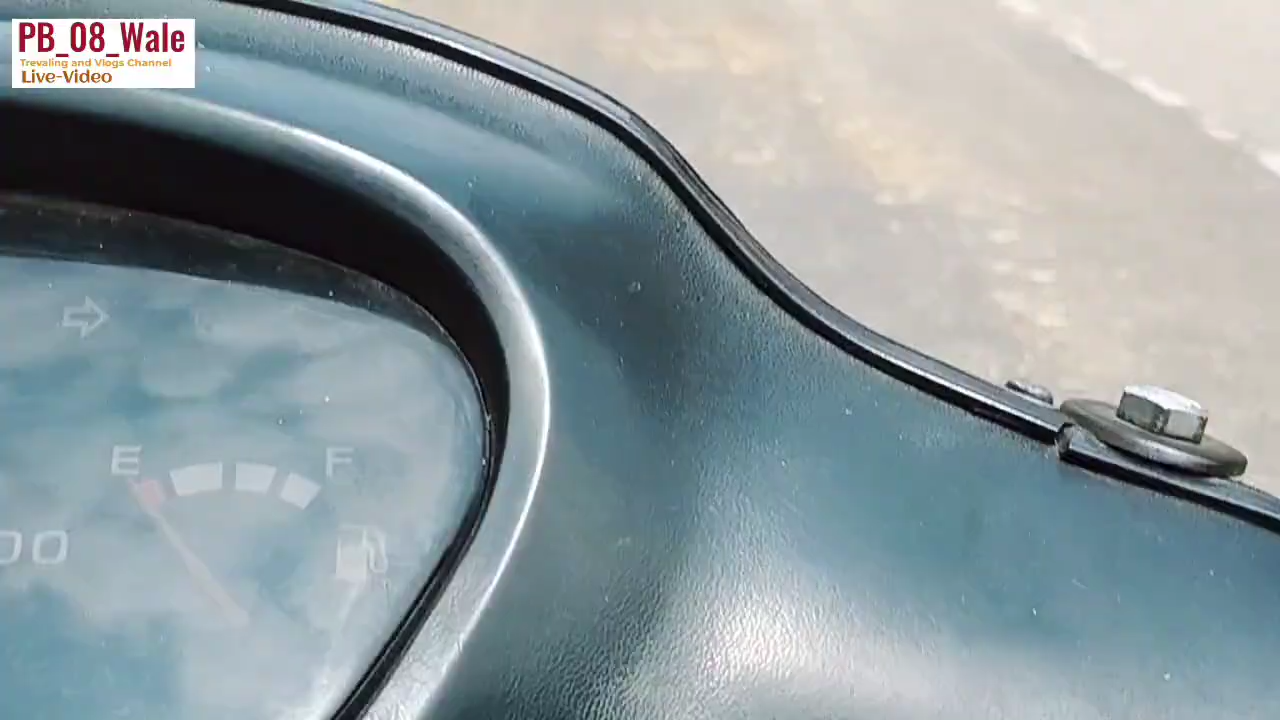 PB_08_Wale
Trevaling and Vlogs Channel
Live-Video
E F
00